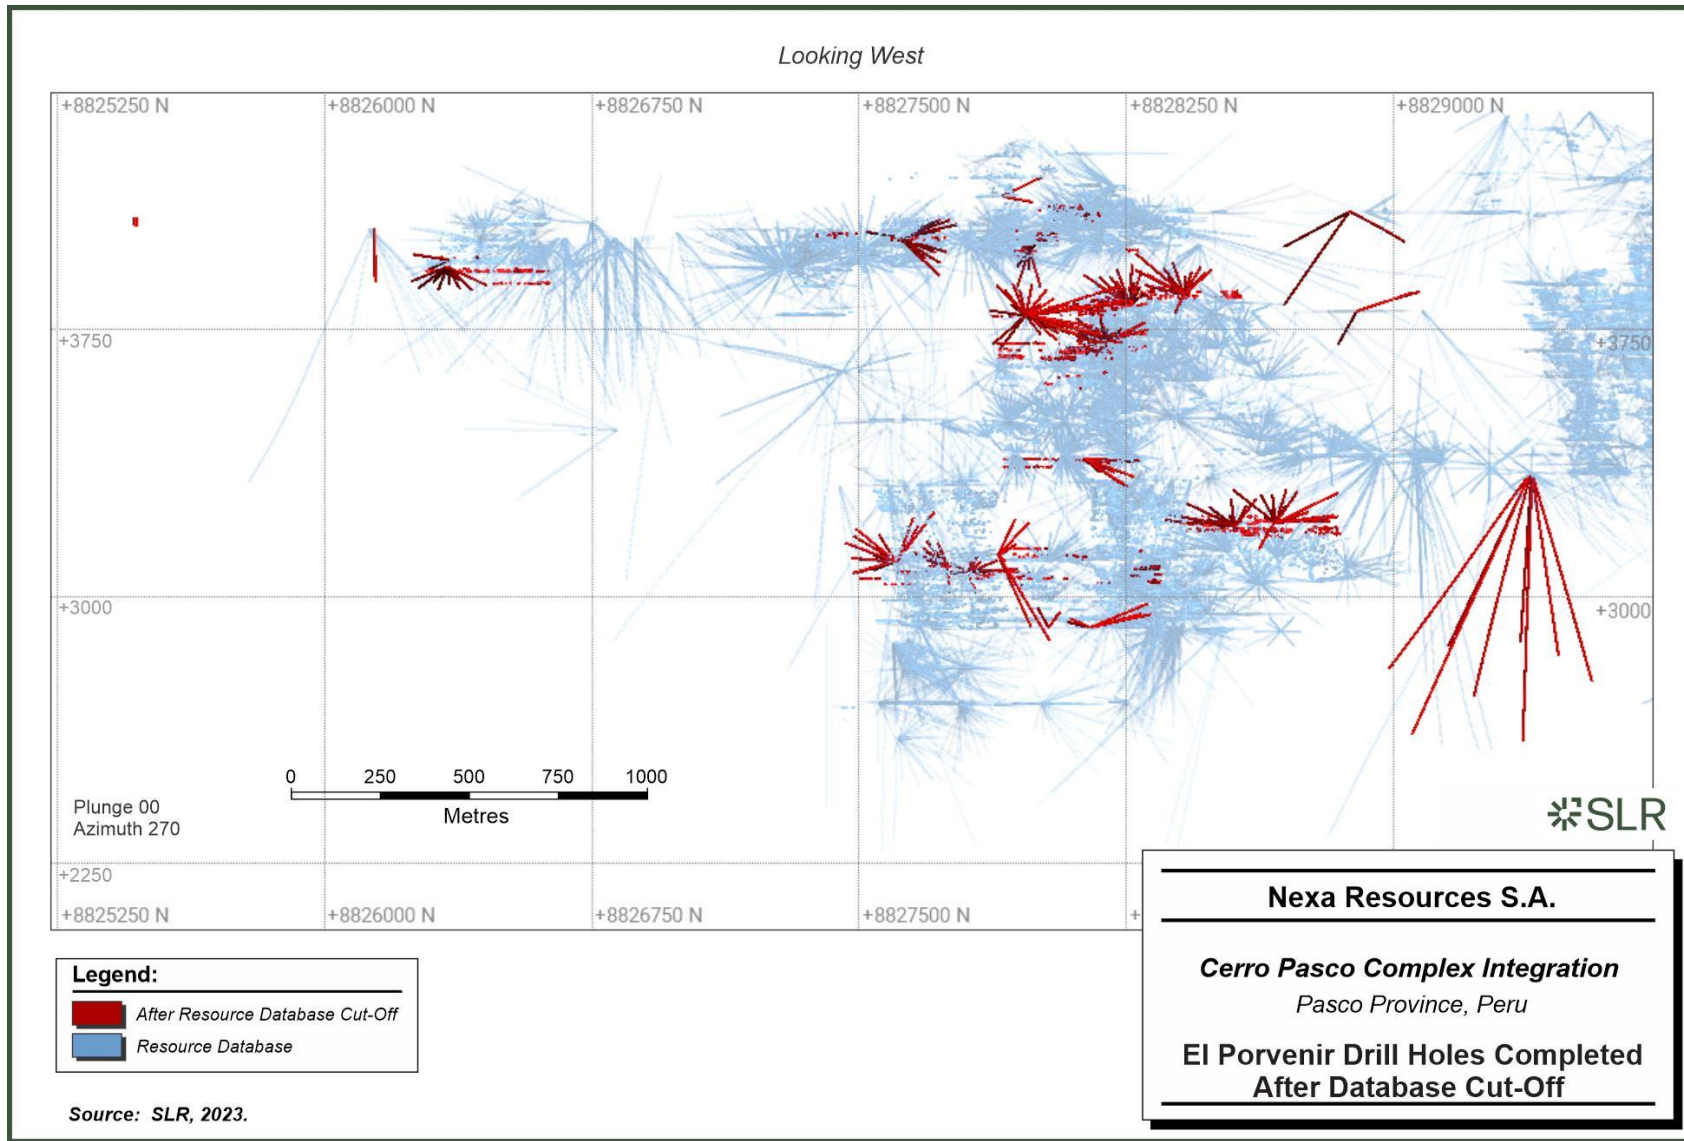 Looking West
+8825250 N +8826000 N +8826750 N +8827500 N +8828250 N +8829000 N
+3750 +3750
+3000 +3000
0 250 500 750 1000
Metres
Plunge 00
Azimuth 270
SLR
+2250
+8825250 N +8826000 N +8826750 N +8827500 N +
Nexa Resources S.A.
Cerro Pasco Complex Integration
Pasco Province, Peru
El Porvenir Drill Holes Completed
After Database Cut-Off
Legend:
After Resource Database Cut-Off
Resource Database
Source: SLR, 2023.